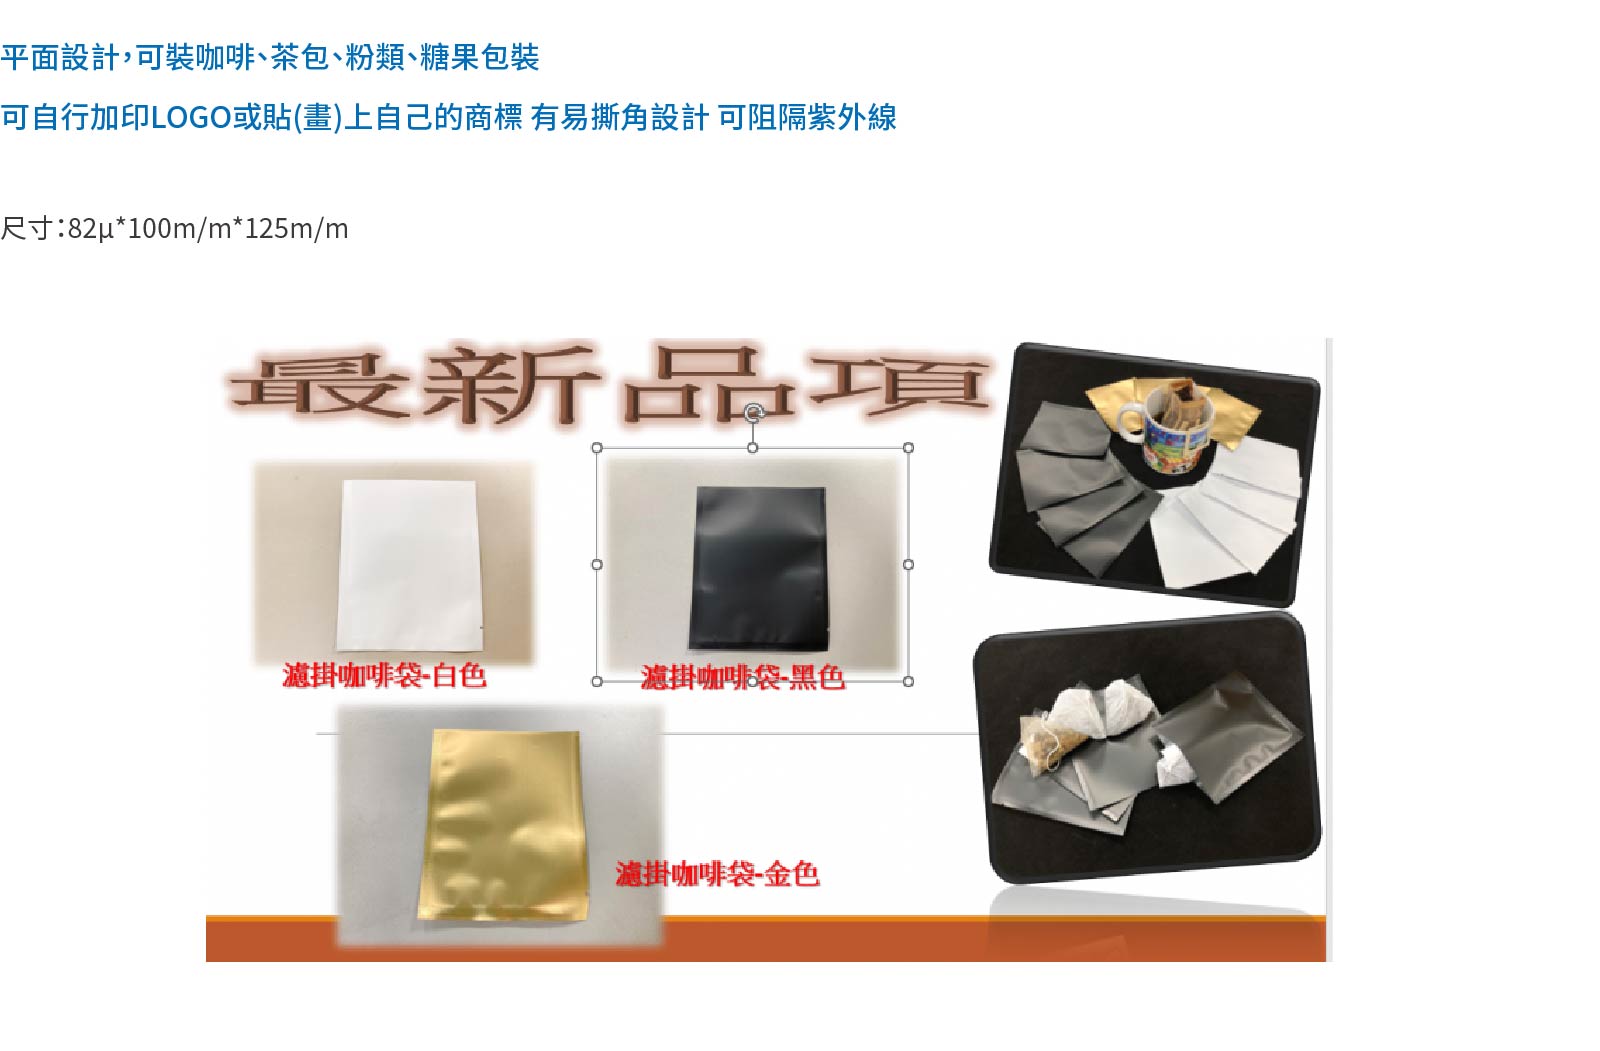 平面設計，可裝咖啡、茶包、粉類、糖果包裝
可自行加印LOGO或貼(畫)上自己的商標 有易撕角設計 可阻隔紫外線
尺寸：82μ*100m/m*125m/m
最新品項
濾掛咖啡袋-白色
濾掛咖啡袋-黑色
濾掛咖啡袋-金色